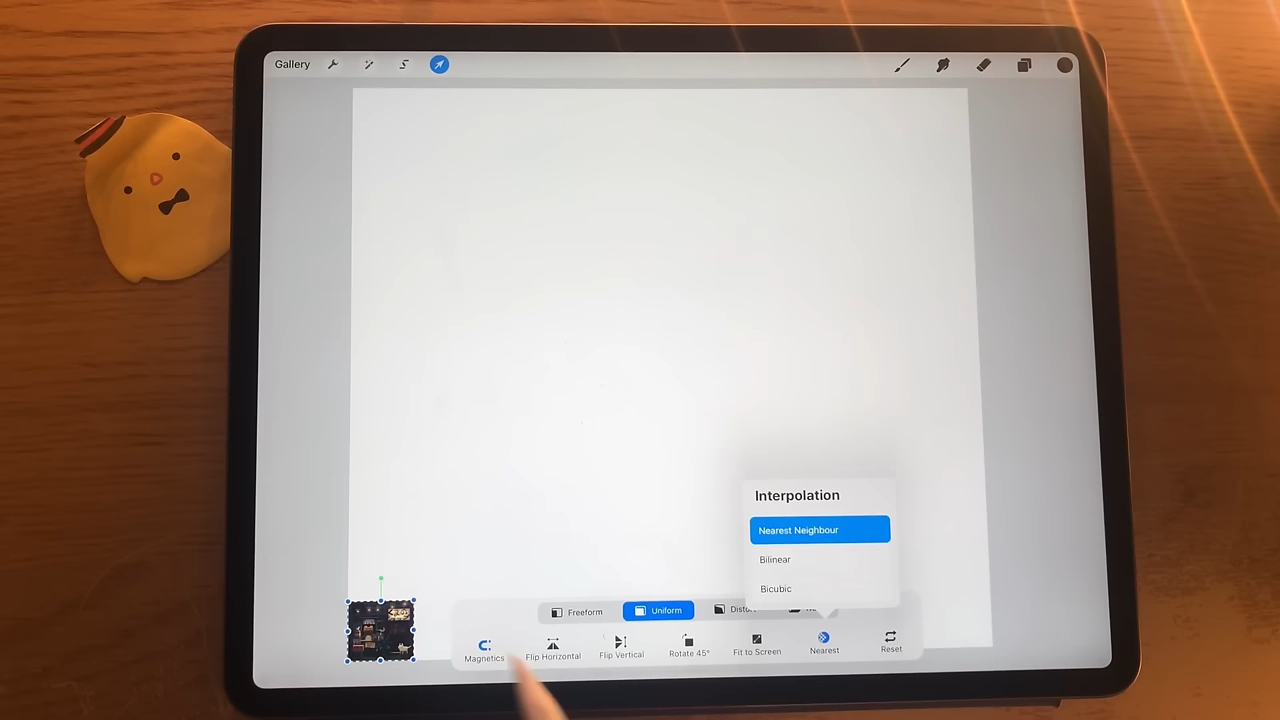 Gallery
Interpolation
Nearest Neighbour
Bilinear
Bicubic
Freeform
Uniform
Magnetics
Flip Horizontal
Flip Vertical
Rotate 45°
Fit to Screen
Nearest
Reset